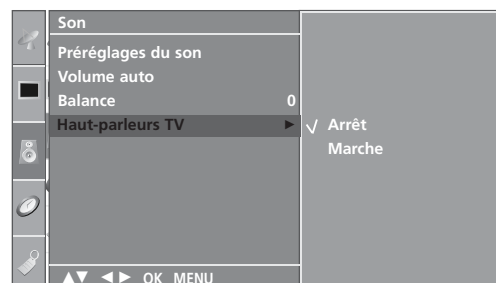 Son
Préréglages du son
Volume auto
Balance 0
Haut-parleurs TV ►
√ Arrêt
Marche
▲▼ ◄► OK MENU